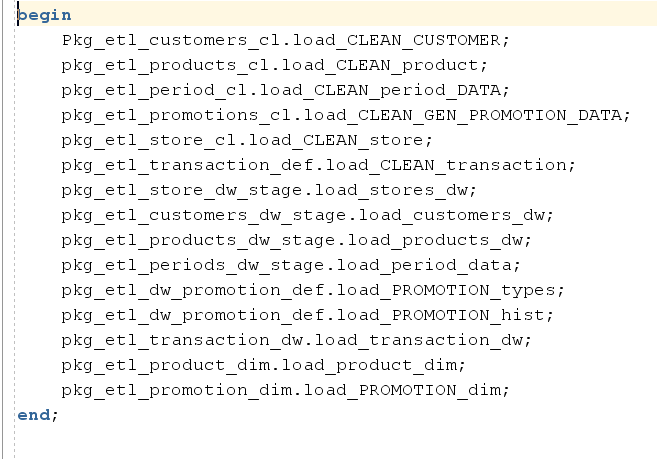 begin
Pkg_etl_customers_cl.load_CLEAN_CUSTOMER;
pkg_etl_products_cl.load_CLEAN_product;
pkg_etl_period_cl.load_CLEAN_period_DATA;
pkg_etl_promotions_cl.load_CLEAN_GEN_PROMOTION_DATA;
pkg_etl_store_cl.load_CLEAN_store;
pkg_etl_transaction_def.load_CLEAN_transaction;
pkg_etl_store_dw_stage.load_stores_dw;
pkg_etl_customers_dw_stage.load_customers_dw;
pkg_etl_products_dw_stage.load_products_dw;
pkg_etl_periods_dw_stage.load_period_data;
pkg_etl_dw_promotion_def.load_PROMOTION_types;
pkg_etl_dw_promotion_def.load_PROMOTION_hist;
pkg_etl_transaction_dw.load_transaction_dw;
pkg_etl_product_dim.load_product_dim;
pkg_etl_promotion_dim.load_PROMOTION_dim;
end;